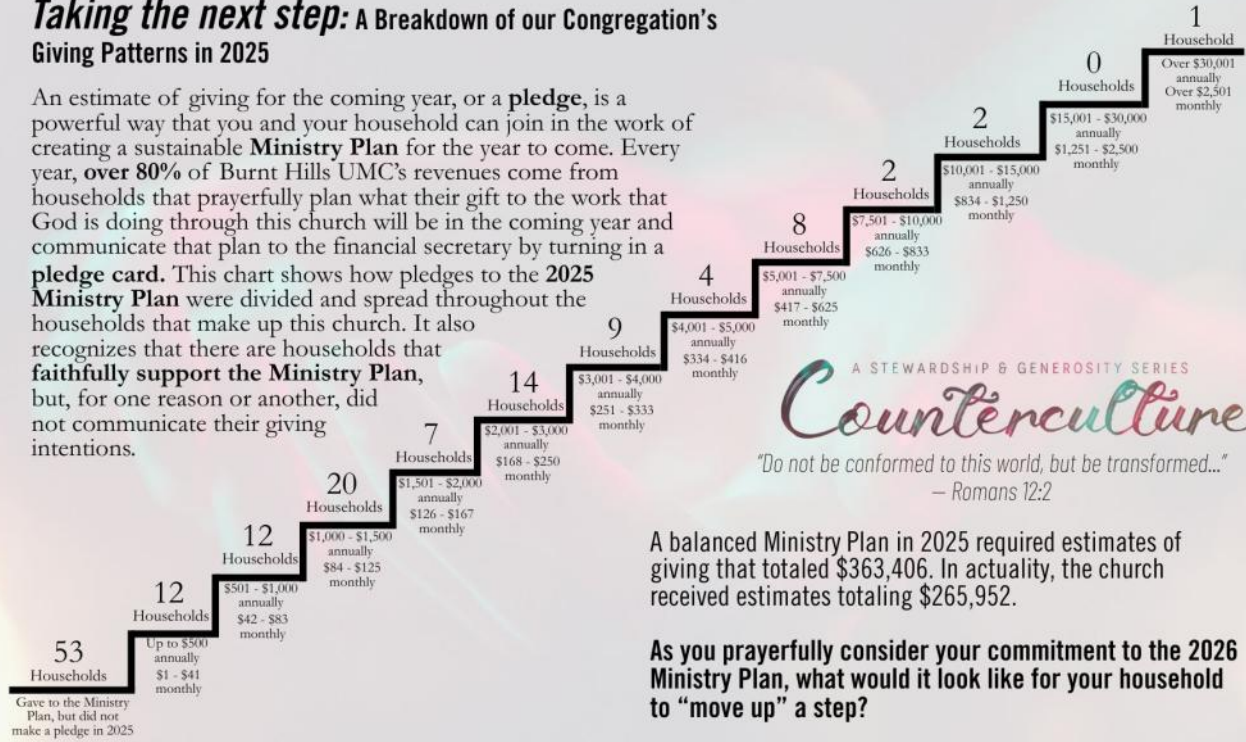 Taking the next step: A Breakdown of our Congregation's
Giving Patterns in 2025
An estimate of giving for the coming year, or a pledge, is a
powerful way that you and your household can join in the work of
creating a sustainable Ministry Plan for the year to come. Every
year, over 80% of Burnt Hills UMC's revenues come from
households that prayerfully plan what their gift to the work that
God is doing through this church will be in the coming year and
communicate that plan to the financial secretary by turning in a
pledge card. This chart shows how pledges to the 2025
Ministry Plan were divided and spread throughout the
households that make up this church. It also
recognizes that there are households that
faithfully support the Ministry Plan,
but, for one reason or another, did
not communicate their giving
intentions.
53
Households
Gave to the Ministry
Plan, but did not
make a pledge in 2025
12
Households
Up to $500
annually
$1 - $41
monthly
12
Households
$501 - $1,000
annually
$42 - $83
monthly
20
Households
$1,000 - $1,500
annually
$84 - $125
monthly
7
Households
$1,501 - $2,000
annually
$126 - $167
monthly
14
Households
$2,001 - $3,000
annually
$168 - $250
monthly
9
Households
$3,001 - $4,000
annually
$251 - $333
monthly
4
Households
$4,001 - $5,000
annually
$334 - $416
monthly
8
Households
$5,001 - $7,500
annually
$417 - $625
monthly
2
Households
$7,501 - $10,000
annually
$626 - $833
monthly
2
Households
$10,001 - $15,000
annually
$834 - $1,250
monthly
0
Households
$15,001 - $30,000
annually
$1,251 - $2,500
monthly
1
Household
Over $30,001
annually
Over $2,501
monthly
A STEWARDSHIP & GENEROSITY SERIES
Counterculture
"Do not be conformed to this world, but be transformed..."
– Romans 12:2
A balanced Ministry Plan in 2025 required estimates of
giving that totaled $363,406. In actuality, the church
received estimates totaling $265,952.
As you prayerfully consider your commitment to the 2026
Ministry Plan, what would it look like for your household
to “move up” a step?